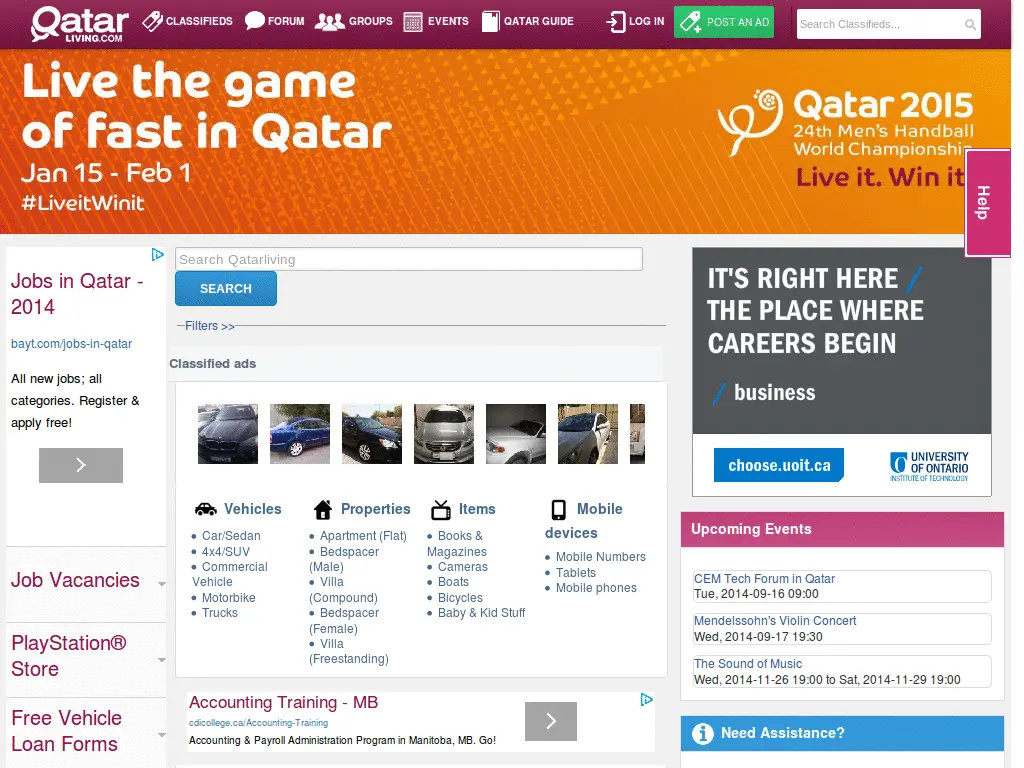 Qatar
LIVING.COM
CLASSIFIEDS
FORUM
GROUPS
EVENTS
QATAR GUIDE
LOG IN
POST AN AD
Search Classifieds...
Live the game
of fast in Qatar
Jan 15 - Feb 1
#LiveitWinit
Qatar 2015
24th Men's Handball
World Championship
Live it. Win it
Help
Jobs in Qatar -
2014
bayt.com/jobs-in-qatar
All new jobs; all
categories. Register &
apply free!
Job Vacancies
PlayStation®
Store
Free Vehicle
Loan Forms
Search Qatarliving
SEARCH
Filters >>
Classified ads
Vehicles
Car/Sedan
4x4/SUV
Commercial
Vehicle
Motorbike
Trucks
Properties
Apartment (Flat)
Bedspacer
(Male)
Villa
(Compound)
Bedspacer
(Female)
Villa
(Freestanding)
Items
Books &
Magazines
Cameras
Boats
Bicycles
Baby & Kid Stuff
Mobile
devices
Mobile Numbers
Tablets
Mobile phones
Accounting Training - MB
cdicollege.ca/Accounting-Training
Accounting & Payroll Administration Program in Manitoba, MB. Go!
IT'S RIGHT HERE /
THE PLACE WHERE
CAREERS BEGIN
/ business
choose.uoit.ca
UNIVERSITY
OF ONTARIO
INSTITUTE OF TECHNOLOGY
Upcoming Events
CEM Tech Forum in Qatar
Tue, 2014-09-16 09:00
Mendelssohn's Violin Concert
Wed, 2014-09-17 19:30
The Sound of Music
Wed, 2014-11-26 19:00 to Sat, 2014-11-29 19:00
Need Assistance?